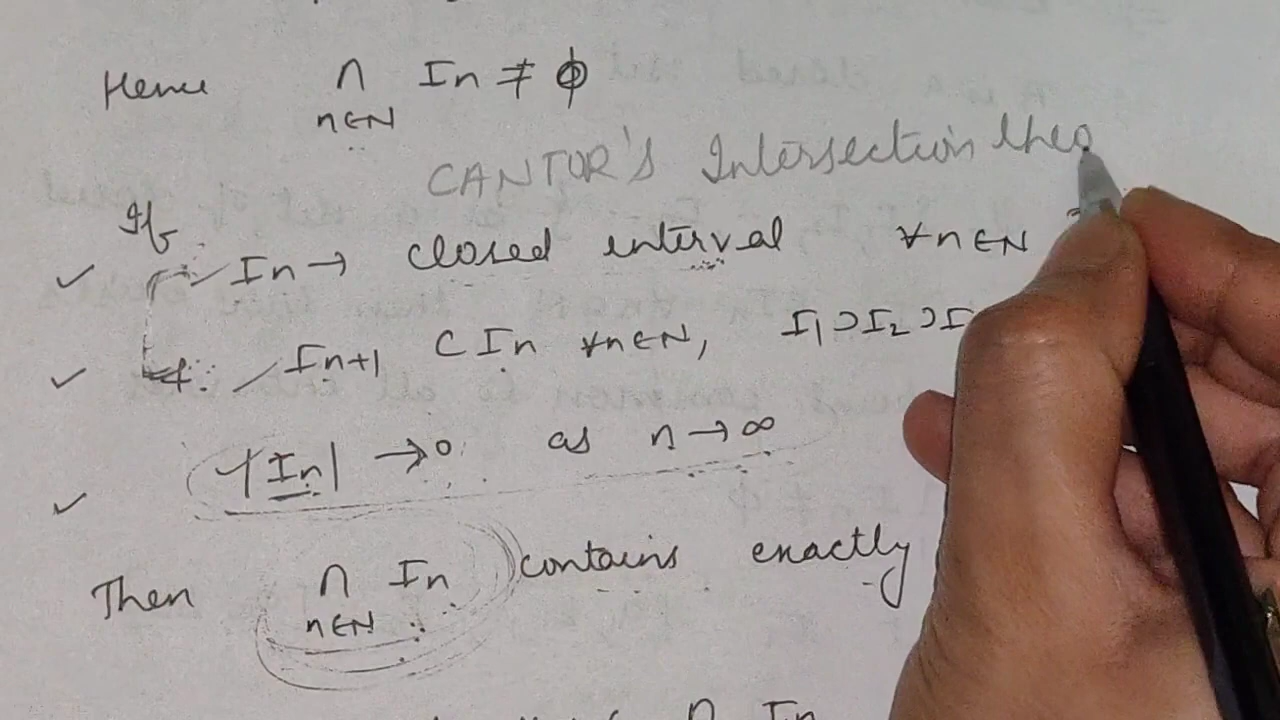 Hence ∩ In ≠ ϕ
n∈N
CANTOR'S Intersection theo
If
In → closed interval ∀n∈N
In+1 ⊂ In ∀n∈N, I1⊃I2⊃I
|In| →0 as n→∞
Then ∩ In contains exactly
n∈N
∩ In